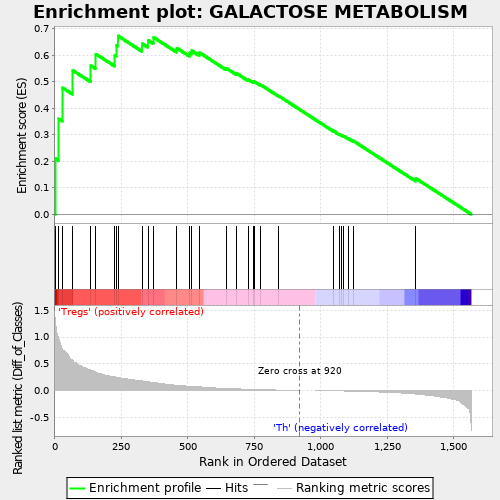 Enrichment plot: GALACTOSE METABOLISM
Enrichment score (ES)
0.7
0.6
0.5
0.4
0.3
0.2
0.1
0.0
'Tregs' (positively correlated)
Ranked list metric (Diff_of_Classes)
1.5
1.0
0.5
0.0
-0.5
Zero cross at 920
'Th' (negatively correlated)
0
250
500
750
1,000
1,250
1,500
Rank in Ordered Dataset
Enrichment profile
Hits
Ranking metric scores